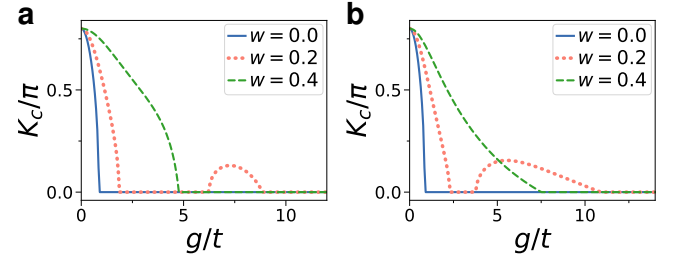 a
w = 0.0
w = 0.2
w = 0.4
K_c/π
0.5
0.0
0
5
10
g/t
b
w = 0.0
w = 0.2
w = 0.4
K_c/π
0.5
0.0
0
5
10
g/t